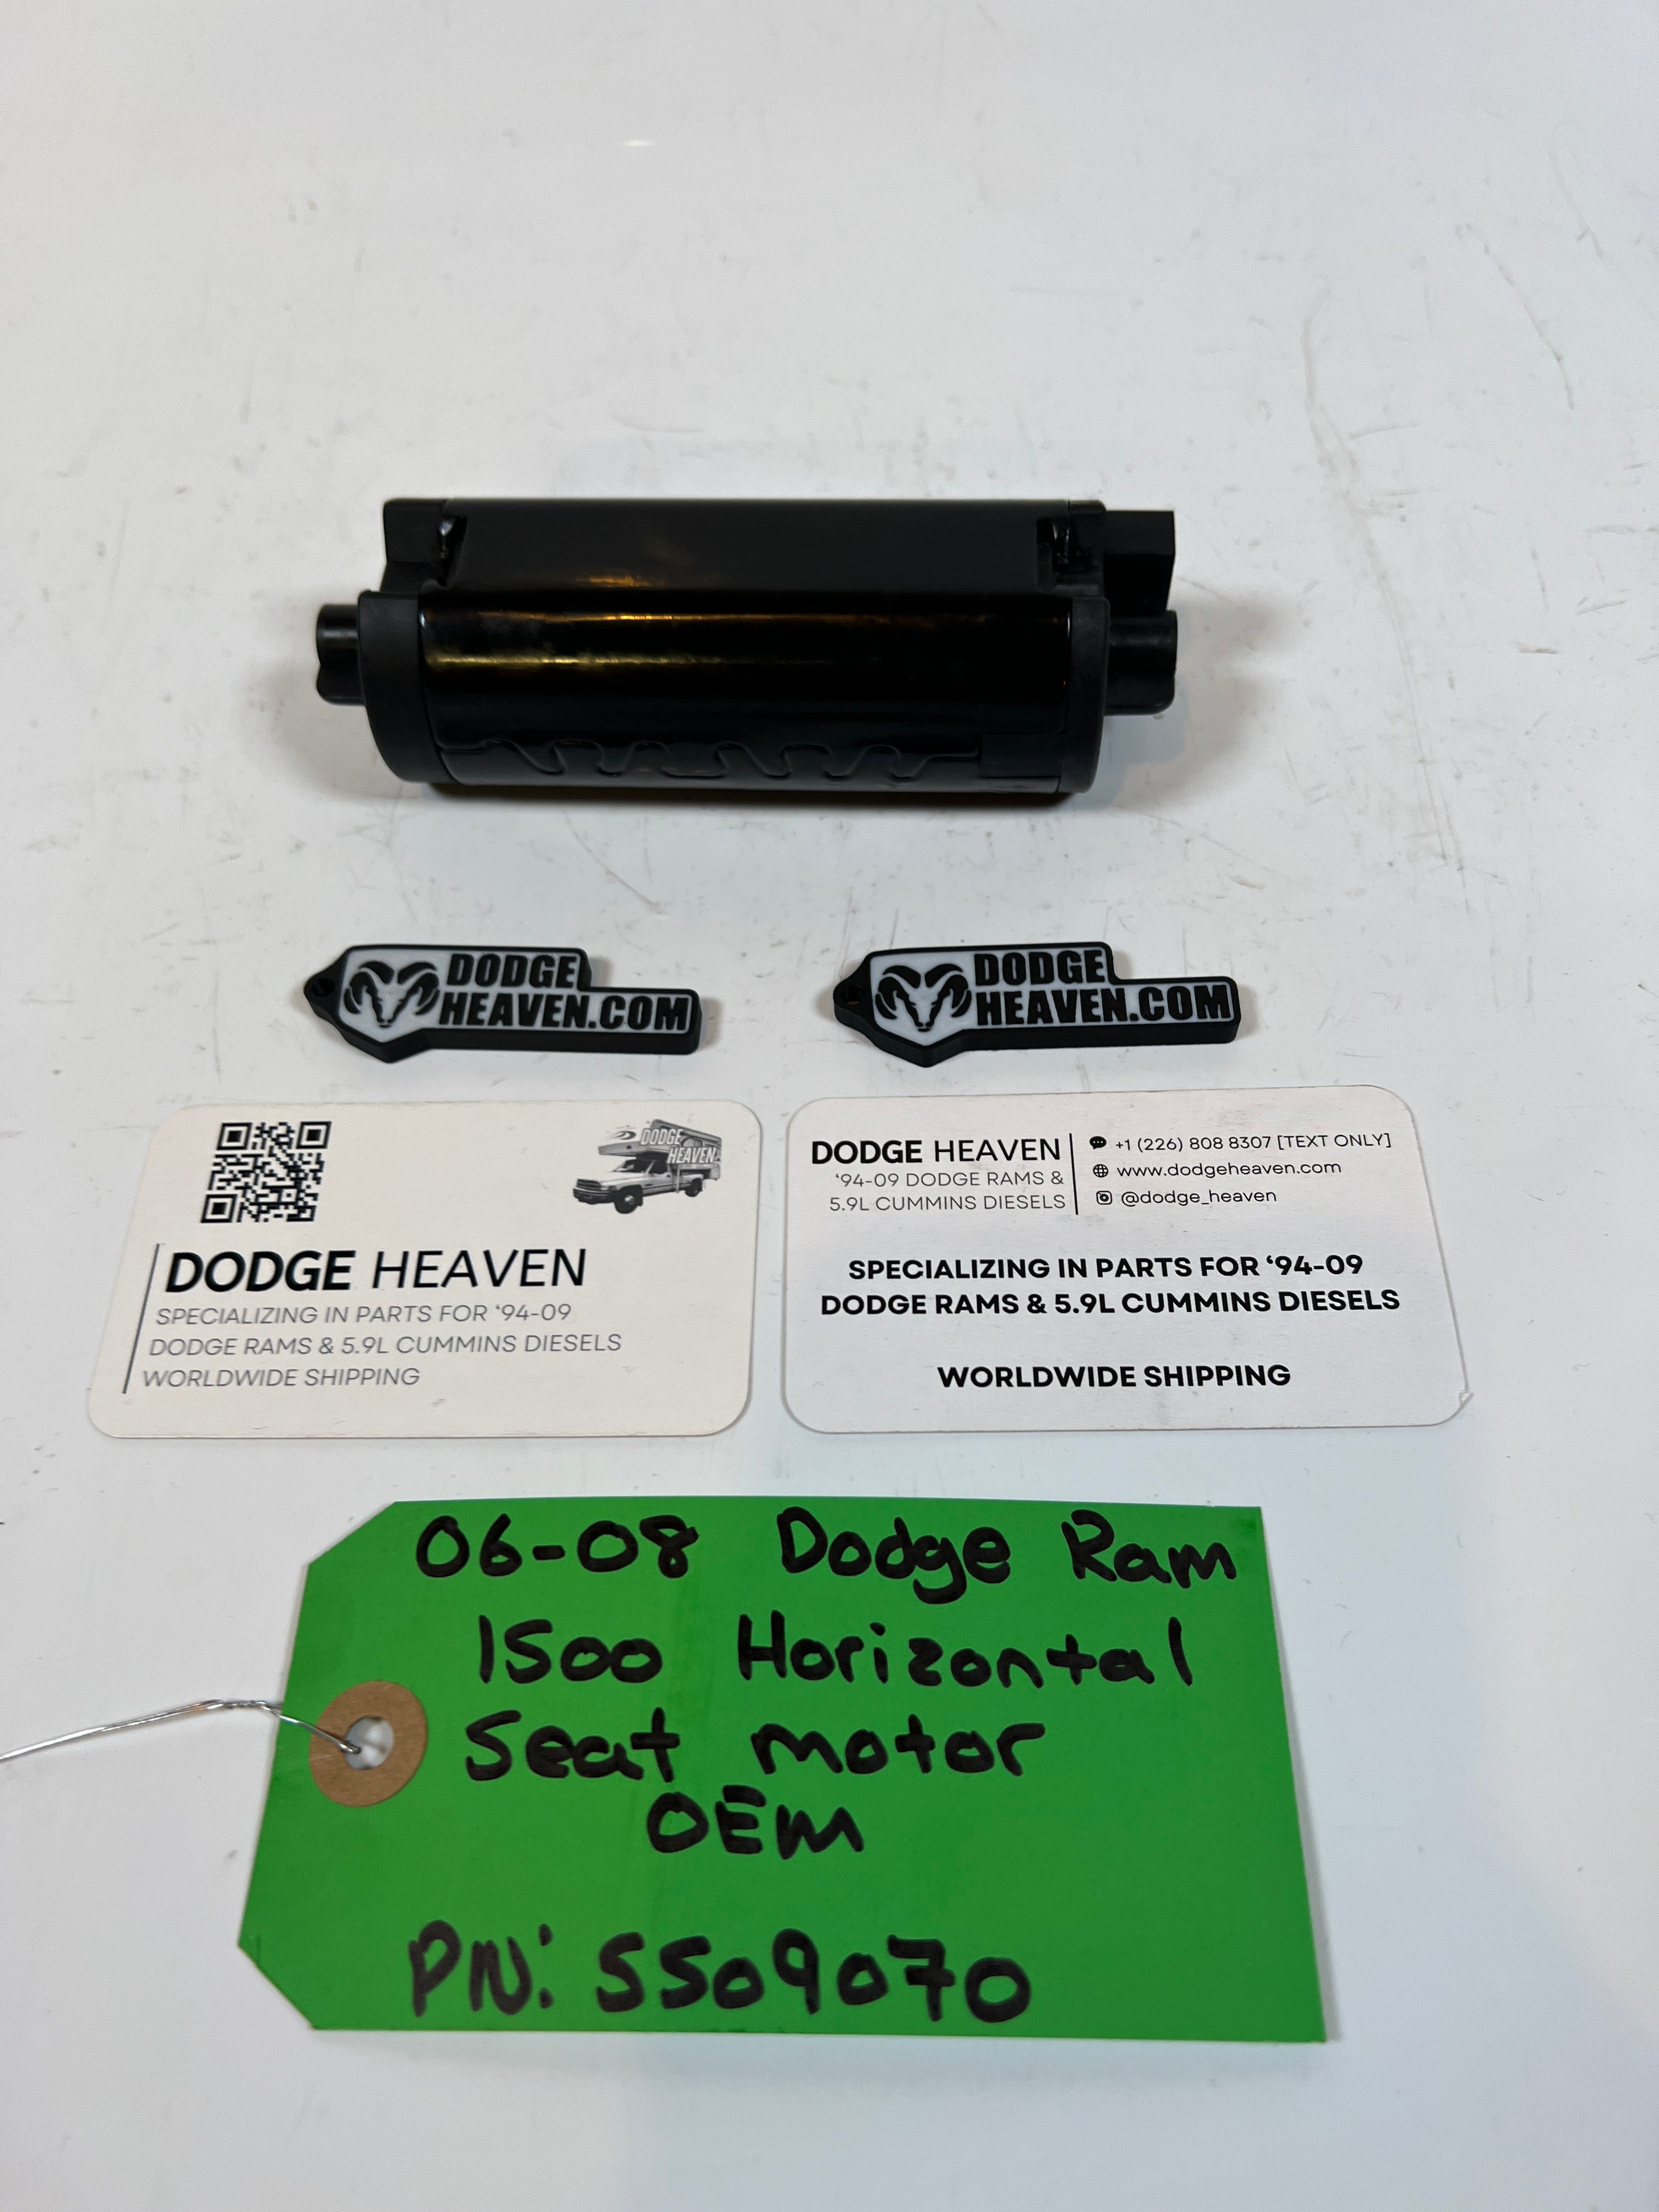 DODGE
HEAVEN.COM
DODGE
HEAVEN.COM
DODGE
HEAVEN
DODGE HEAVEN
SPECIALIZING IN PARTS FOR ‘94-09
DODGE RAMS & 5.9L CUMMINS DIESELS
WORLDWIDE SHIPPING
DODGE HEAVEN
‘94-09 DODGE RAMS &
5.9L CUMMINS DIESELS
+1 (226) 808 8307 [TEXT ONLY]
www.dodgeheaven.com
@dodge_heaven
SPECIALIZING IN PARTS FOR ‘94-09
DODGE RAMS & 5.9L CUMMINS DIESELS
WORLDWIDE SHIPPING
06-08 Dodge Ram
1500 Horizontal
Seat motor
OEM
PN: 5509070